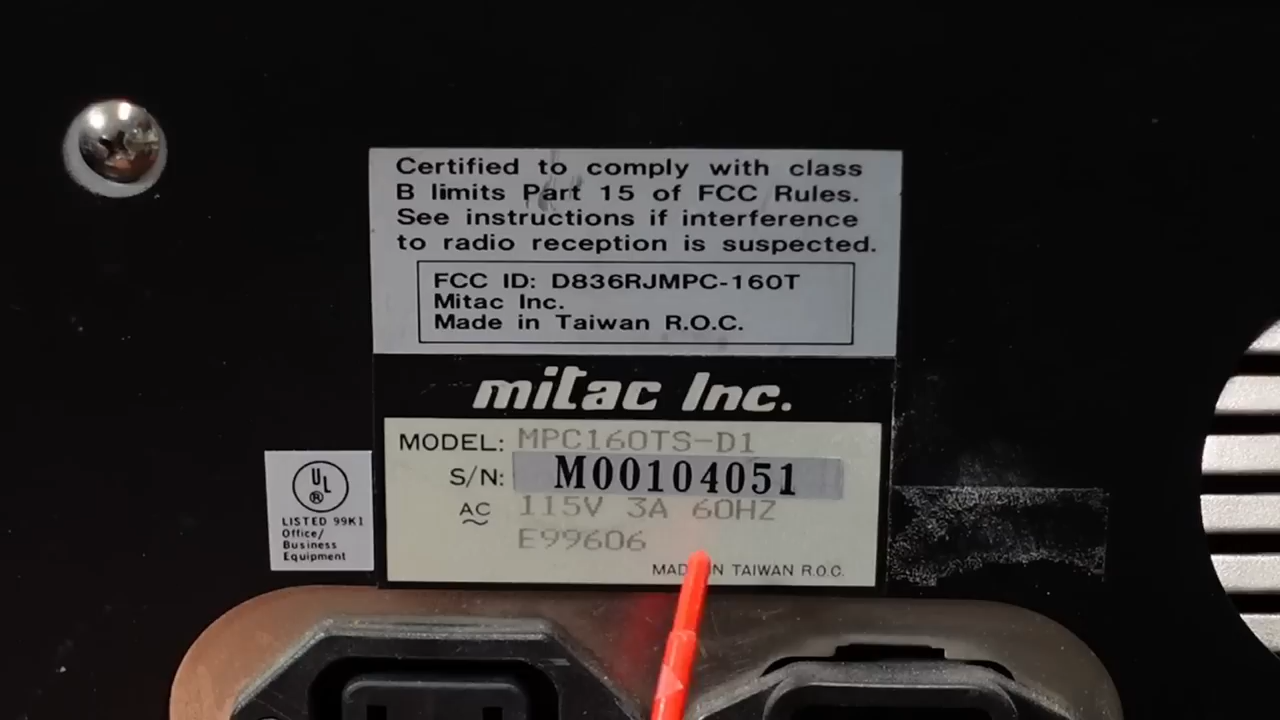 Certified to comply with class
B limits Part 15 of FCC Rules.
See instructions if interference
to radio reception is suspected.
FCC ID: D836RJMPC-160T
Mitac Inc.
Made in Taiwan R.O.C.
mitac Inc.
MODEL: MPC160TS-D1
S/N: M00104051
AC 115V 3A 60HZ
E99606
MADE IN TAIWAN R.O.C.
UL
®
LISTED 99K1
Office/
Business
Equipment